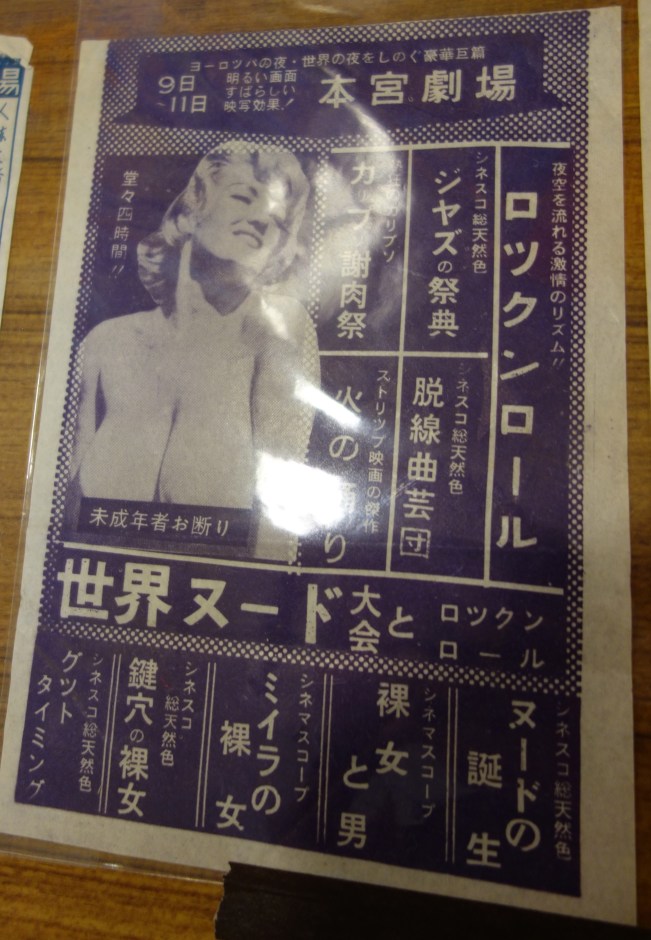 ヨーロツパの夜・世界の夜をしのぐ豪華巨篇
9日
~11日
明るい画面
すばらしい
映写効果!
本宮劇場
夜空を流れる激情のリズム!!
ロツクンロール
シネスコ総天然色
ジヤズの祭典
謝肉祭
シネスコ総天然色
脱線曲芸団
ストリップ映画の傑作
火の
り
堂々四時間!!
未成年者お断り
世界ヌード大会とロツクンロール
シネスコ総天然色
ヌードの誕生
シネマスコープ
裸女と男
シネマスコープ
ミイラの裸女
シネスコ総天然色
鍵穴の裸女
シネスコ総天然色
グツトタイミング